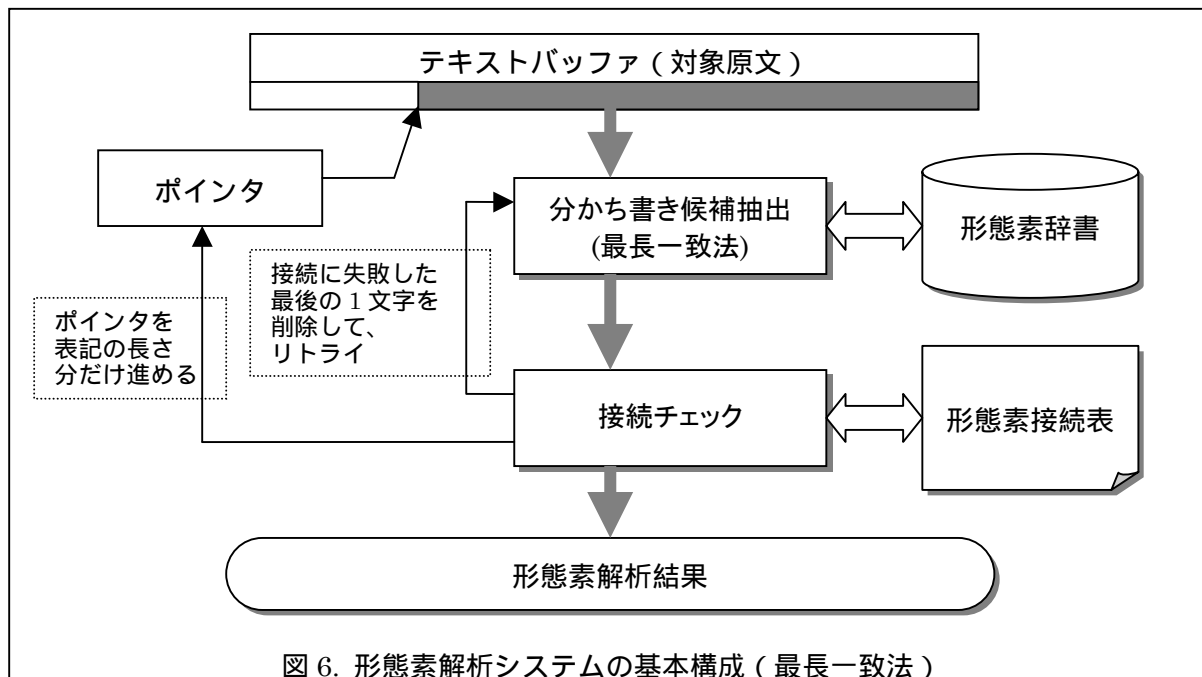 テキストバッファ（対象原文）
ポインタ
分かち書き候補抽出
(最長一致法)
形態素辞書
接続に失敗した
最後の1文字を
削除して、
リトライ
ポインタを
表記の長さ
分だけ進める
接続チェック
形態素接続表
形態素解析結果
図 6. 形態素解析システムの基本構成（最長一致法）